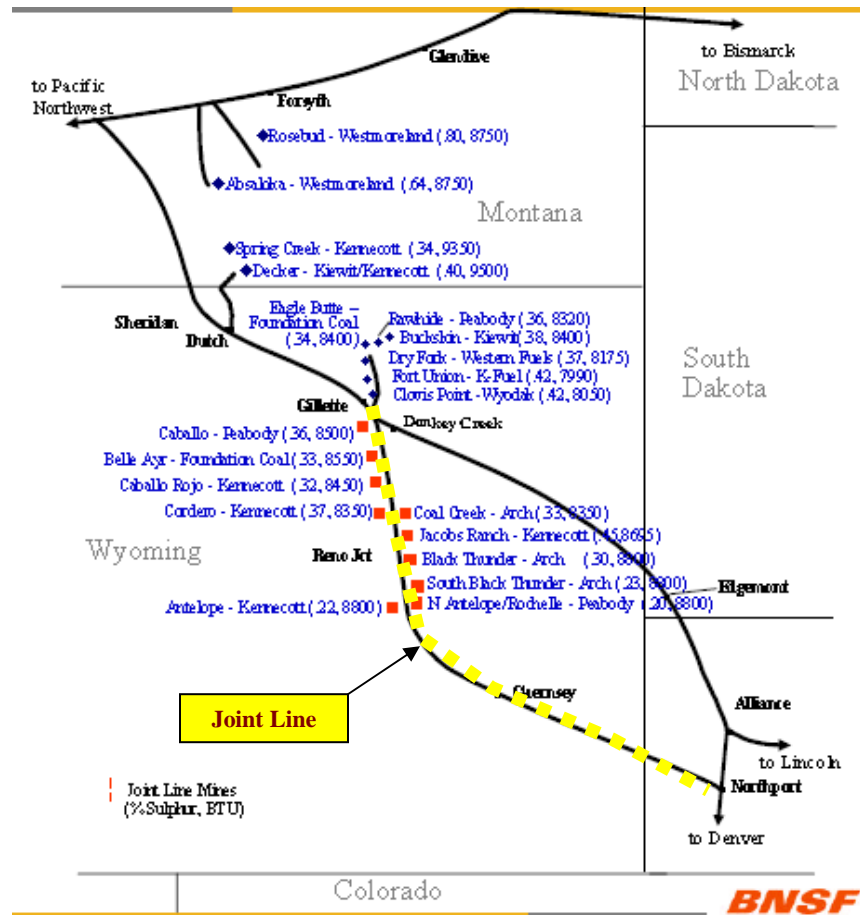 to Bismarck
Glendive
North Dakota
to Pacific
Northwest
Forsyth
Rosebud - Westmoreland (.80, 8750)
Absaloka - Westmoreland (.64, 8750)
Montana
Spring Creek - Kennecott (.34, 9350)
Decker - Kiewit/Kennecott (.40, 9500)
Sheridan
Dutch
Eagle Butte –
Foundation Coal
(.34, 8400)
Rawhide - Peabody (.36, 8320)
Buckskin - Kiewit(.38, 8400)
Dry Fork - Western Fuels (.37, 8175)
Fort Union - K-Fuel (.42, 7990)
Clovis Point - Wyodak (.42, 8050)
South
Dakota
Gillette
Donkey Creek
Caballo - Peabody (.36, 8500)
Belle Ayr - Foundation Coal(.33, 8550)
Caballo Rojo - Kennecott (.32, 8450)
Cordero - Kennecott (.37, 8350)
Coal Creek - Arch (.33, 8350)
Jacobs Ranch - Kennecott (.45,8695)
Wyoming
Reno Jct
Black Thunder - Arch (.30,
South Black Thunder - Arch (.23, 8800)
Edgemont
Antelope - Kennecott (.22, 8800)
N Antelope/Rochelle - Peabody (.20, 8800)
Guernsey
Alliance
Joint Line
to Lincoln
Northport
Joint Line Mines
(%Sulphur, BTU)
to Denver
Colorado
BNSF